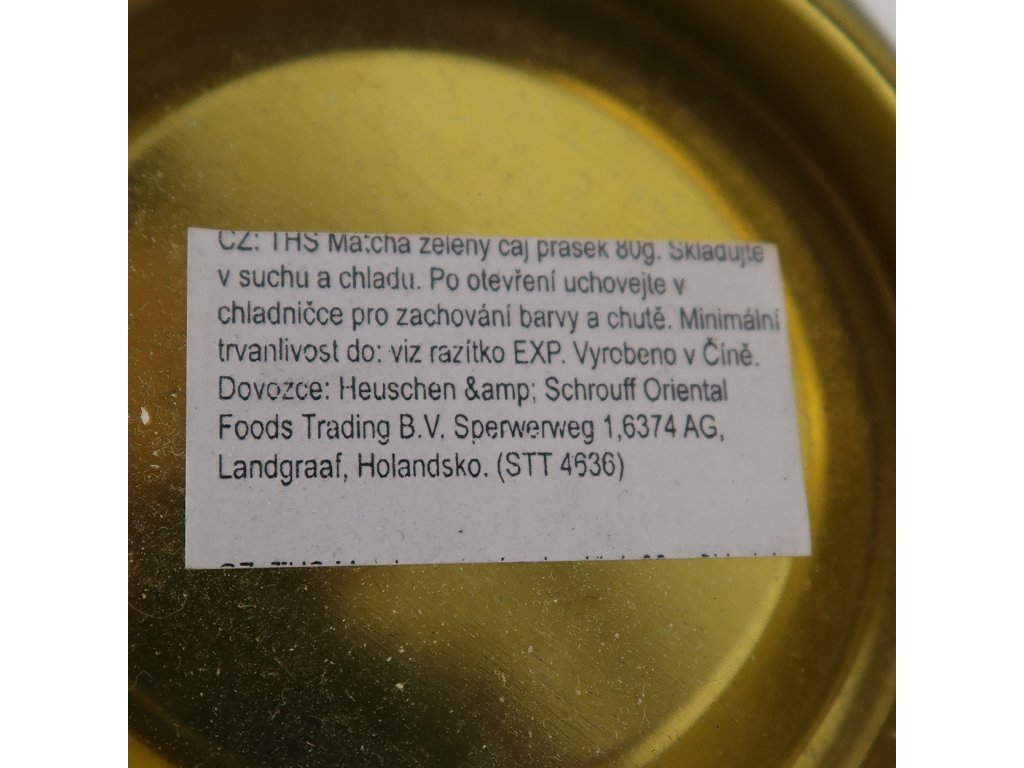 CZ: THS Matcha zelený čaj prášek 80g. Skladujte
v suchu a chladu. Po otevření uchovejte v
chladničce pro zachování barvy a chutě. Minimální
trvanlivost do: viz razítko EXP. Vyrobeno v Číně.
Dovozce: Heuschen &amp; Schrouff Oriental
Foods Trading B.V. Sperwerweg 1,6374 AG,
Landgraaf, Holandsko. (STT 4636)